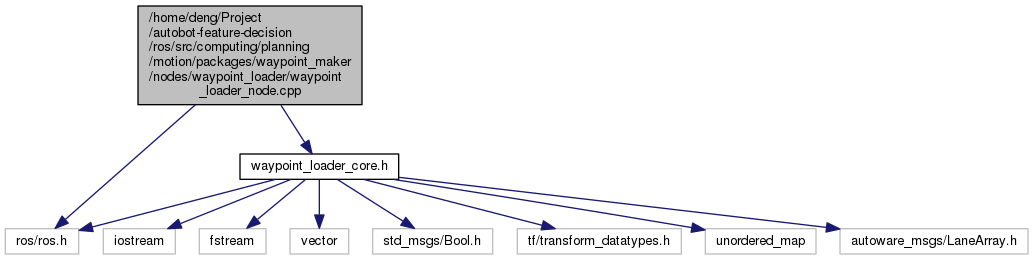 /home/deng/Project
/autobot-feature-decision
/ros/src/computing/planning
/motion/packages/waypoint_maker
/nodes/waypoint_loader/waypoint
_loader_node.cpp
waypoint_loader_core.h
ros/ros.h
iostream
fstream
vector
std_msgs/Bool.h
tf/transform_datatypes.h
unordered_map
autoware_msgs/LaneArray.h